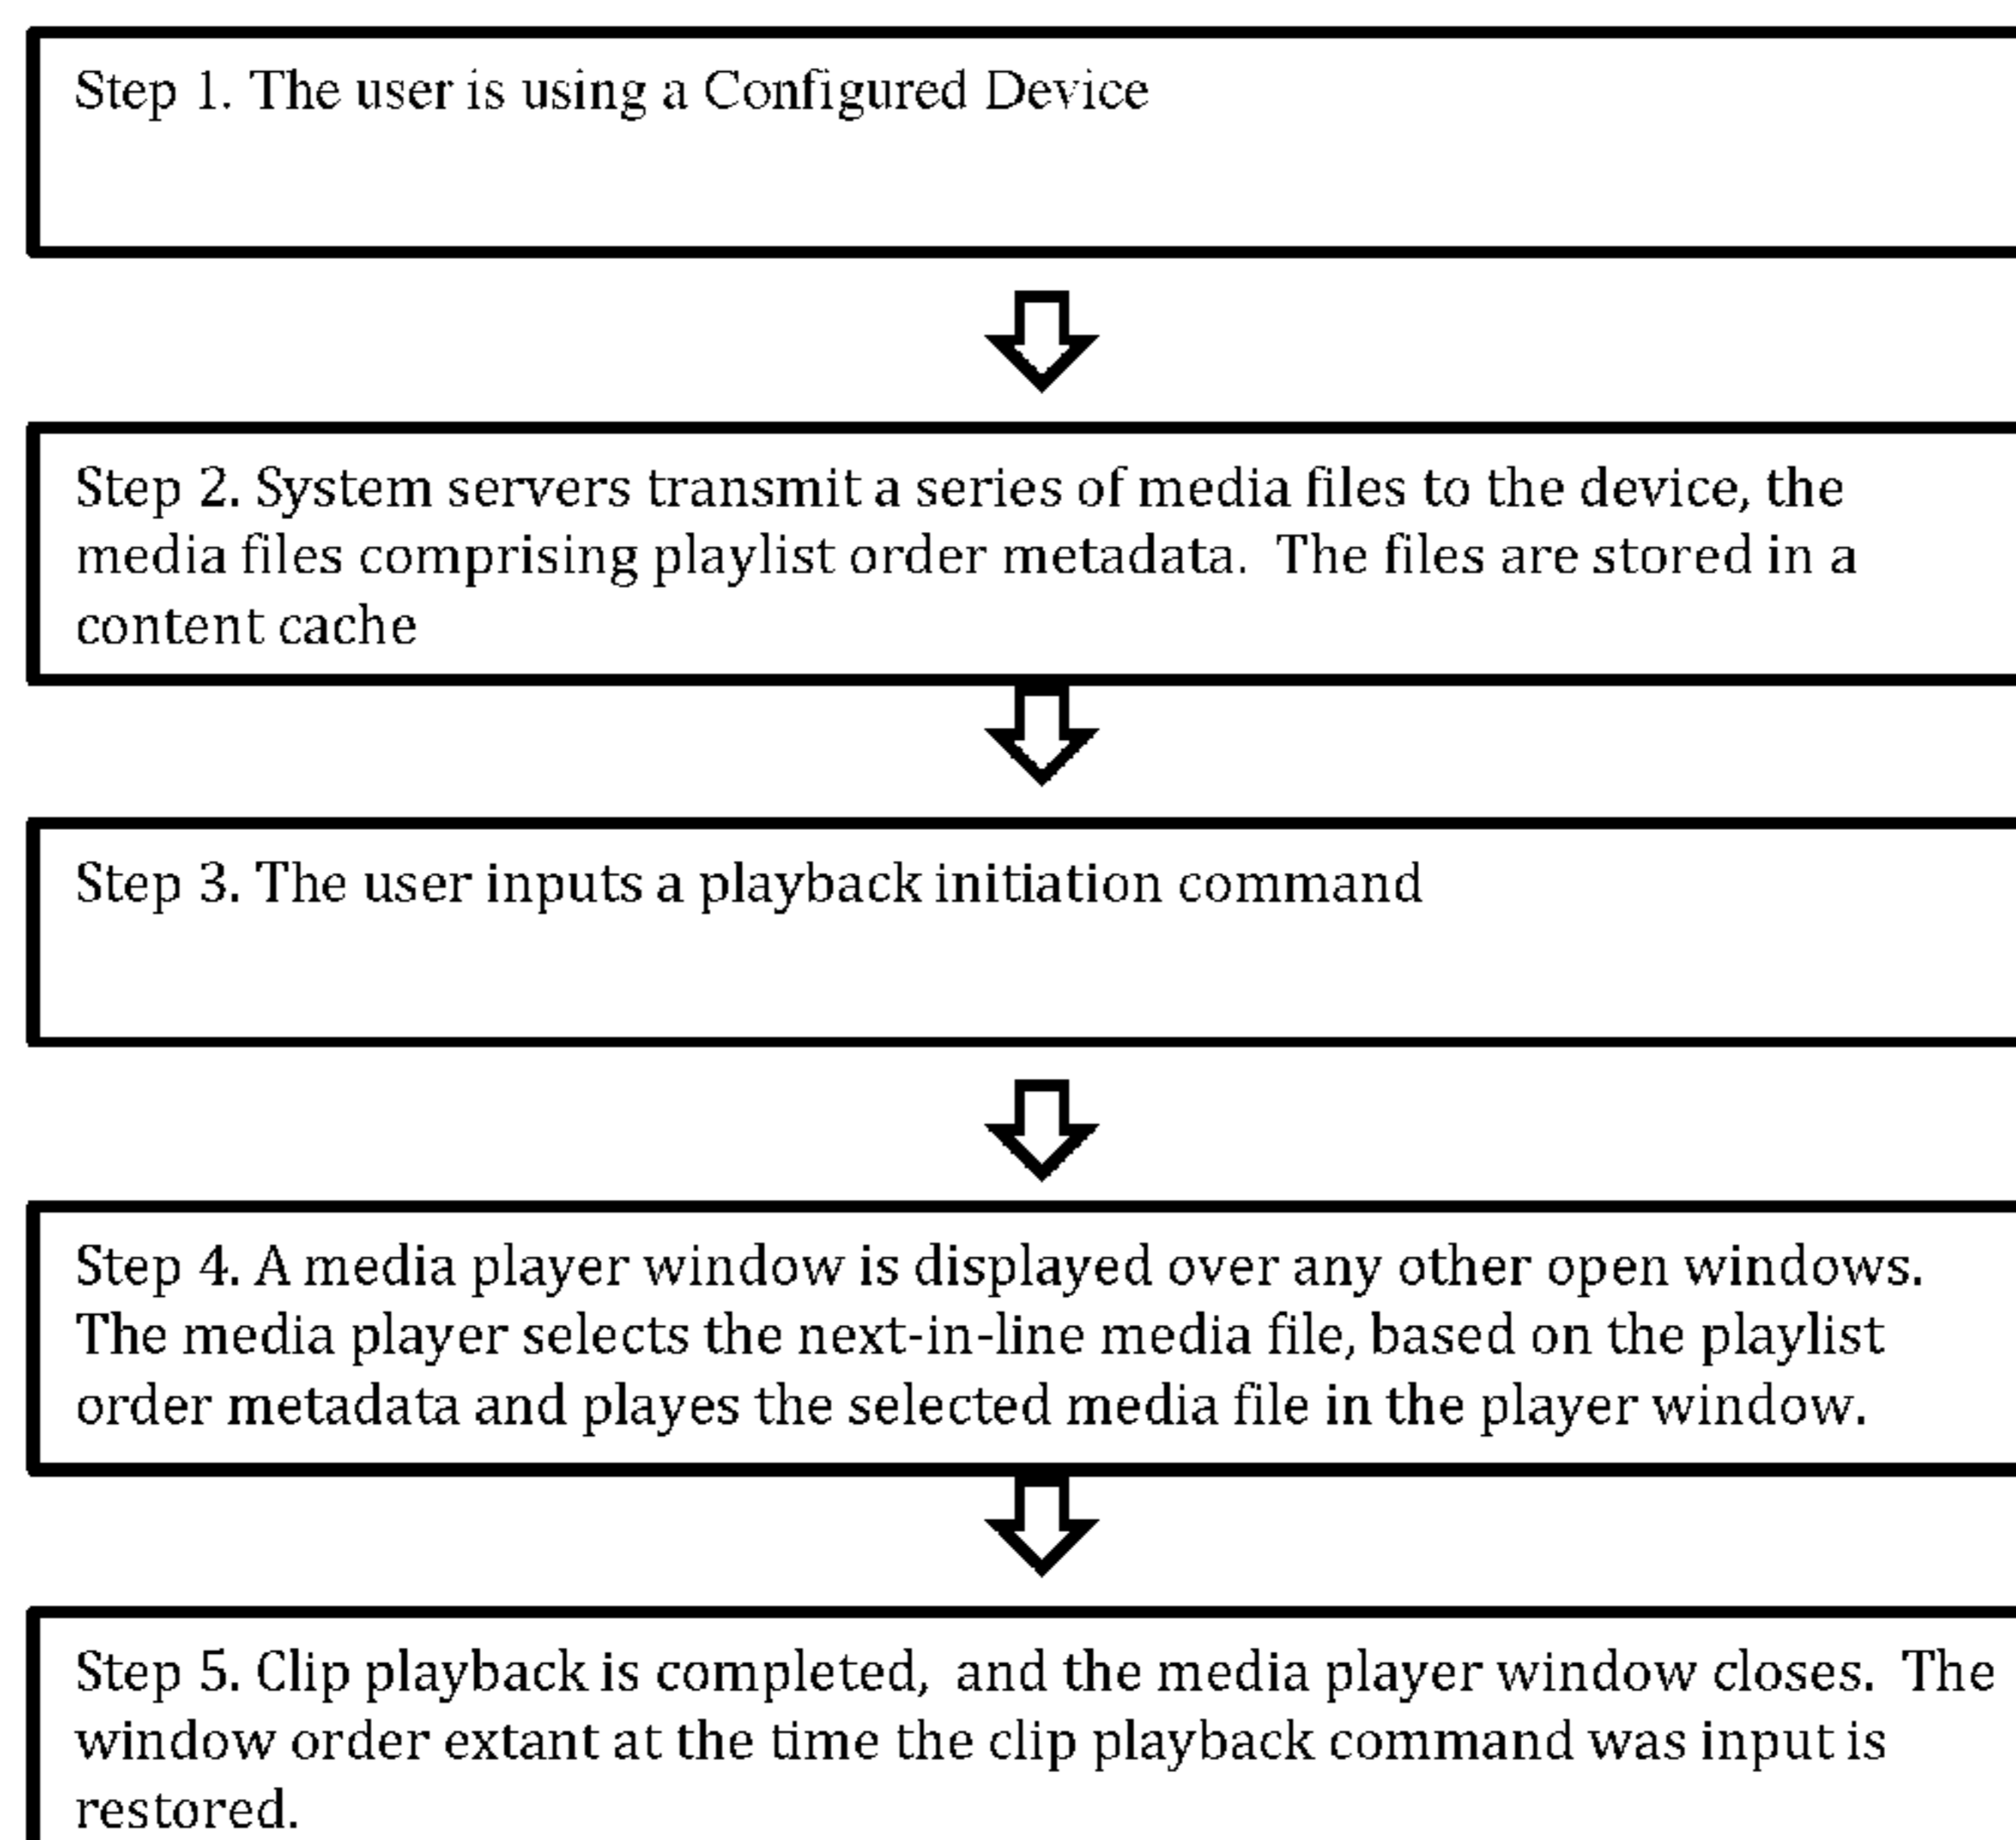 Step 1. The user is using a Configured Device
Step 2. System servers transmit a series of media files to the device, the
media files comprising playlist order metadata.  The files are stored in a
content cache
Step 3. The user inputs a playback initiation command
Step 4. A media player window is displayed over any other open windows.
The media player selects the next-in-line media file, based on the playlist
order metadata and playes the selected media file in the player window.
Step 5. Clip playback is completed,  and the media player window closes.  The
window order extant at the time the clip playback command was input is
restored.